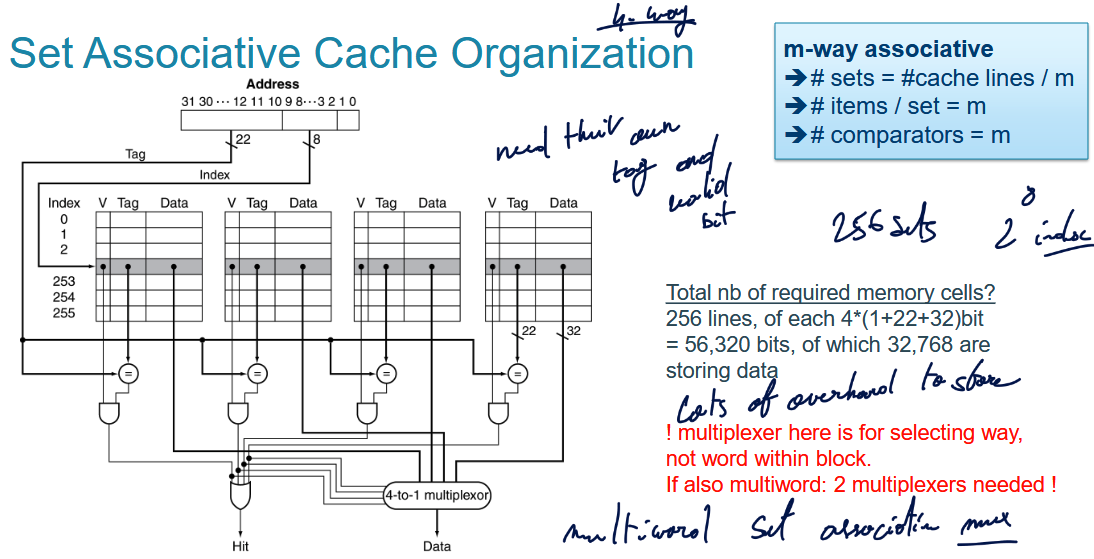 4-way
Set Associative Cache Organization
m-way associative
➔ # sets = #cache lines / m
➔ # items / set = m
➔ # comparators = m
Address
31 30 ··· 12 11 10 9 8 ··· 3 2 1 0
22
8
Tag
Index
need their own
tag and
valid
bit
Index V Tag Data V Tag Data V Tag Data V Tag Data
0
1
2
253
254
255
22 32
= = = =
4-to-1 multiplexor
Hit Data
256 sets 2 8 index
Total nb of required memory cells?
256 lines, of each 4*(1+22+32)bit
= 56,320 bits, of which 32,768 are
storing data
Lots of overhead to store
! multiplexer here is for selecting way,
not word within block.
If also multiword: 2 multiplexers needed !
multiword set associative mux